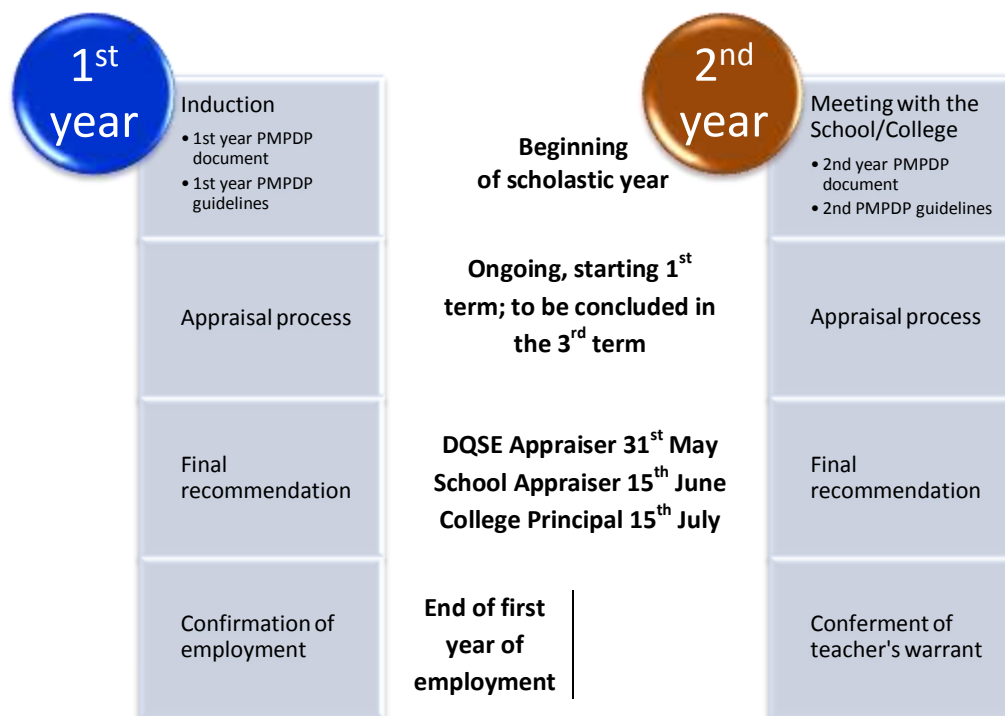 1st
year
Induction
• 1st year PMPDP
document
• 1st year PMPDP
guidelines
Appraisal process
Final
recommendation
Confirmation of
employment
Beginning
of scholastic year
Ongoing, starting 1st
term; to be concluded in
the 3rd term
DQSE Appraiser 31st May
School Appraiser 15th June
College Principal 15th July
End of first
year of
employment
2nd
year
Meeting with the
School/College
• 2nd year PMPDP
document
• 2nd PMPDP guidelines
Appraisal process
Final
recommendation
Conferment of
teacher's warrant